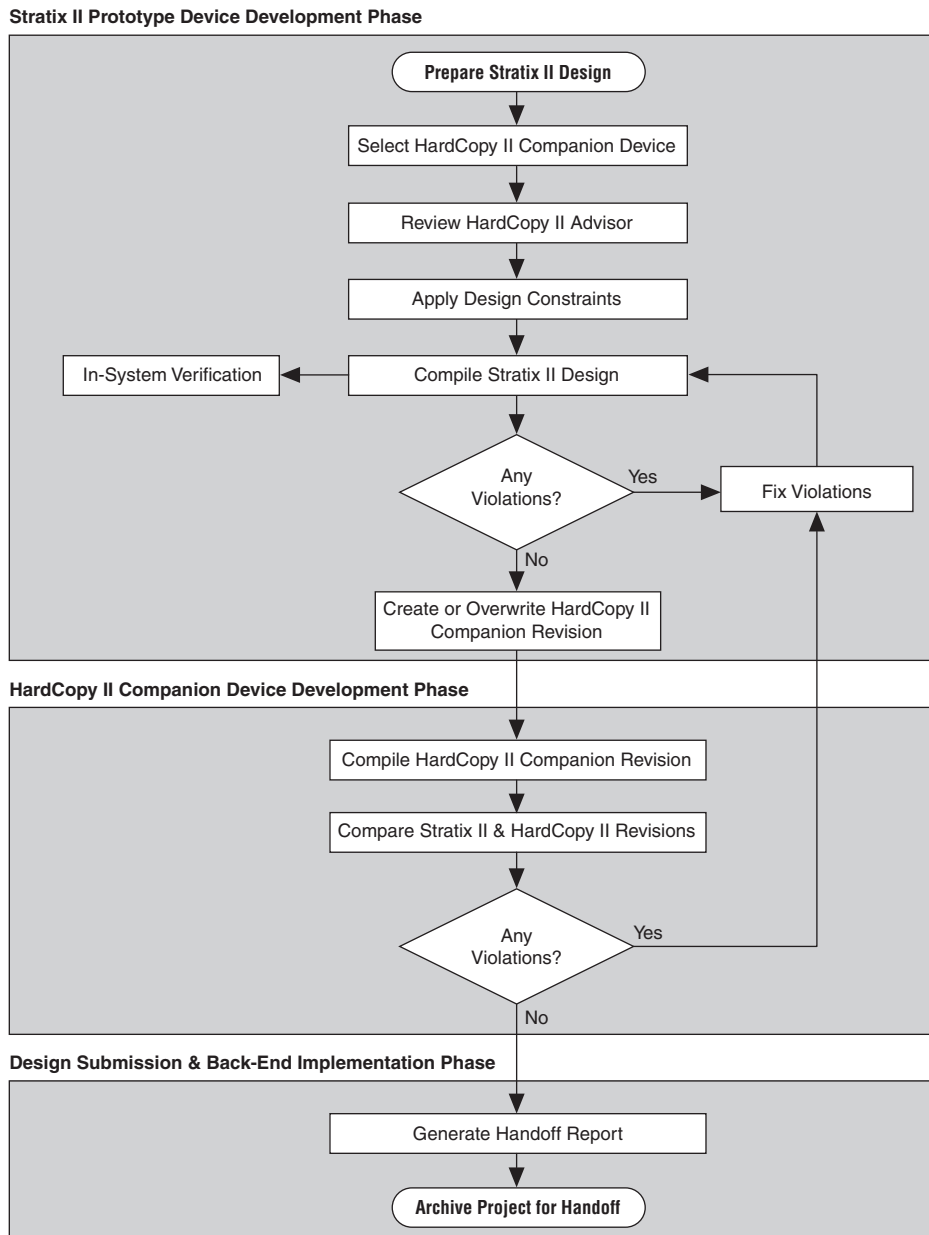 Stratix II Prototype Device Development Phase
Prepare Stratix II Design
Select HardCopy II Companion Device
Review HardCopy II Advisor
Apply Design Constraints
In-System Verification
Compile Stratix II Design
Any
Violations?
Yes
Fix Violations
No
Create or Overwrite HardCopy II
Companion Revision
HardCopy II Companion Device Development Phase
Compile HardCopy II Companion Revision
Compare Stratix II & HardCopy II Revisions
Any
Violations?
Yes
No
Design Submission & Back-End Implementation Phase
Generate Handoff Report
Archive Project for Handoff